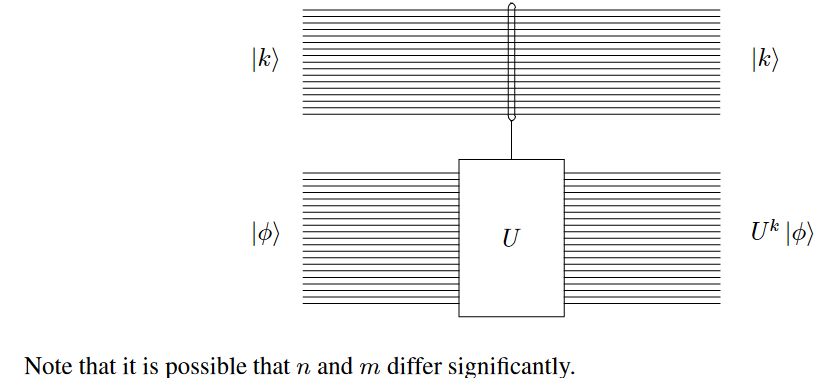 |k⟩ |k⟩
|ϕ⟩ U U^k |ϕ⟩
Note that it is possible that n and m differ significantly.